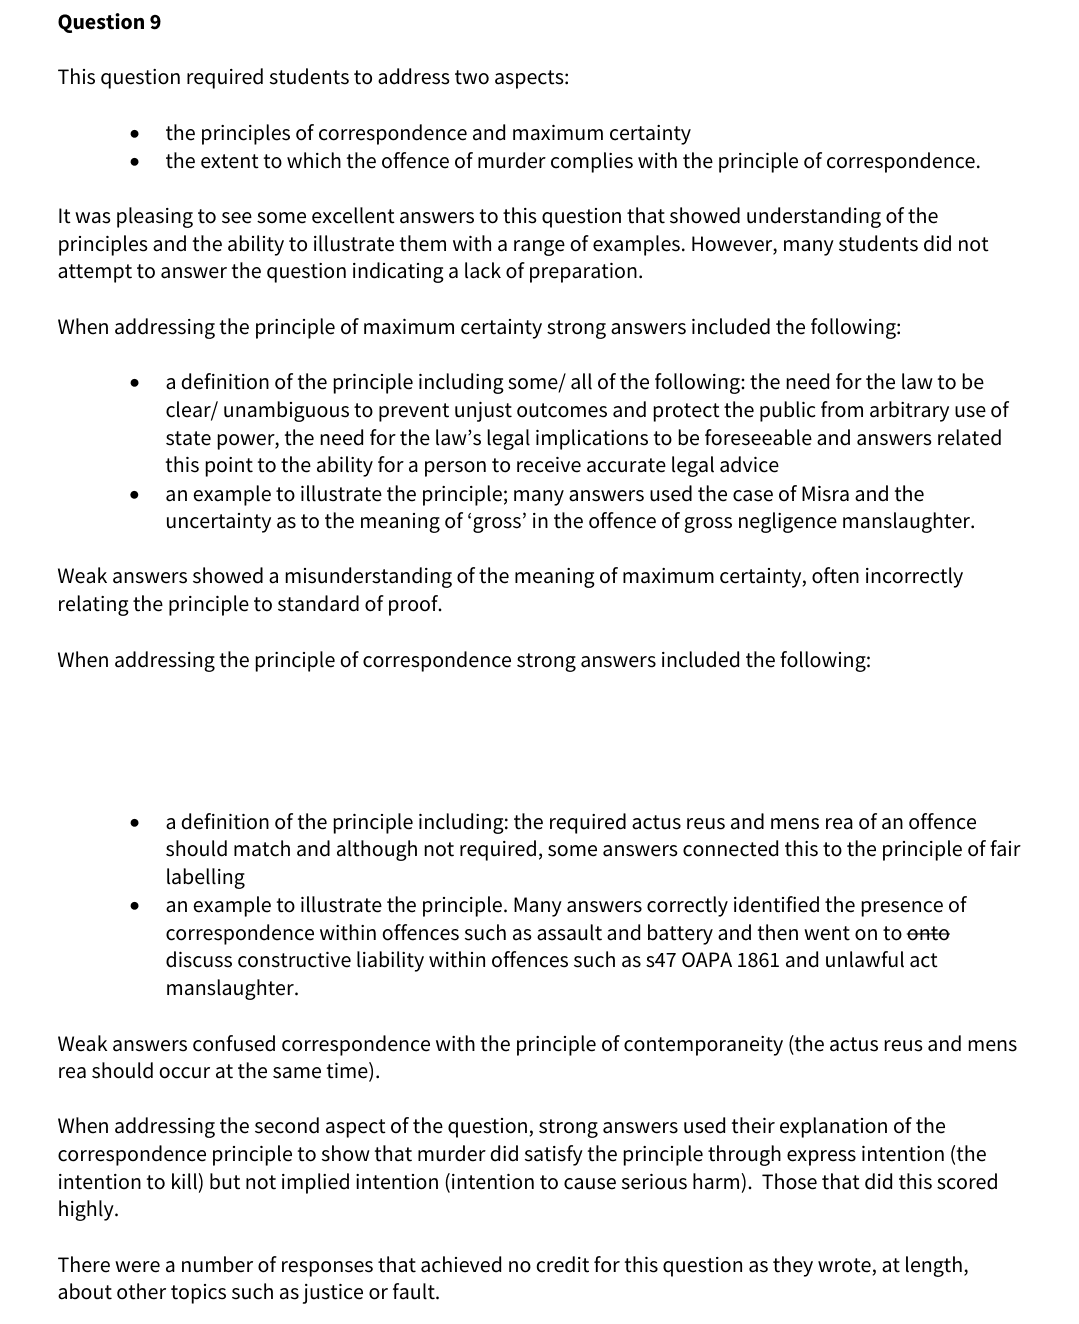 Question 9
This question required students to address two aspects:
• the principles of correspondence and maximum certainty
• the extent to which the offence of murder complies with the principle of correspondence.
It was pleasing to see some excellent answers to this question that showed understanding of the
principles and the ability to illustrate them with a range of examples. However, many students did not
attempt to answer the question indicating a lack of preparation.
When addressing the principle of maximum certainty strong answers included the following:
• a definition of the principle including some/ all of the following: the need for the law to be
clear/ unambiguous to prevent unjust outcomes and protect the public from arbitrary use of
state power, the need for the law’s legal implications to be foreseeable and answers related
this point to the ability for a person to receive accurate legal advice
• an example to illustrate the principle; many answers used the case of Misra and the
uncertainty as to the meaning of ‘gross’ in the offence of gross negligence manslaughter.
Weak answers showed a misunderstanding of the meaning of maximum certainty, often incorrectly
relating the principle to standard of proof.
When addressing the principle of correspondence strong answers included the following:
• a definition of the principle including: the required actus reus and mens rea of an offence
should match and although not required, some answers connected this to the principle of fair
labelling
• an example to illustrate the principle. Many answers correctly identified the presence of
correspondence within offences such as assault and battery and then went on to onto
discuss constructive liability within offences such as s47 OAPA 1861 and unlawful act
manslaughter.
Weak answers confused correspondence with the principle of contemporaneity (the actus reus and mens
rea should occur at the same time).
When addressing the second aspect of the question, strong answers used their explanation of the
correspondence principle to show that murder did satisfy the principle through express intention (the
intention to kill) but not implied intention (intention to cause serious harm).  Those that did this scored
highly.
There were a number of responses that achieved no credit for this question as they wrote, at length,
about other topics such as justice or fault.